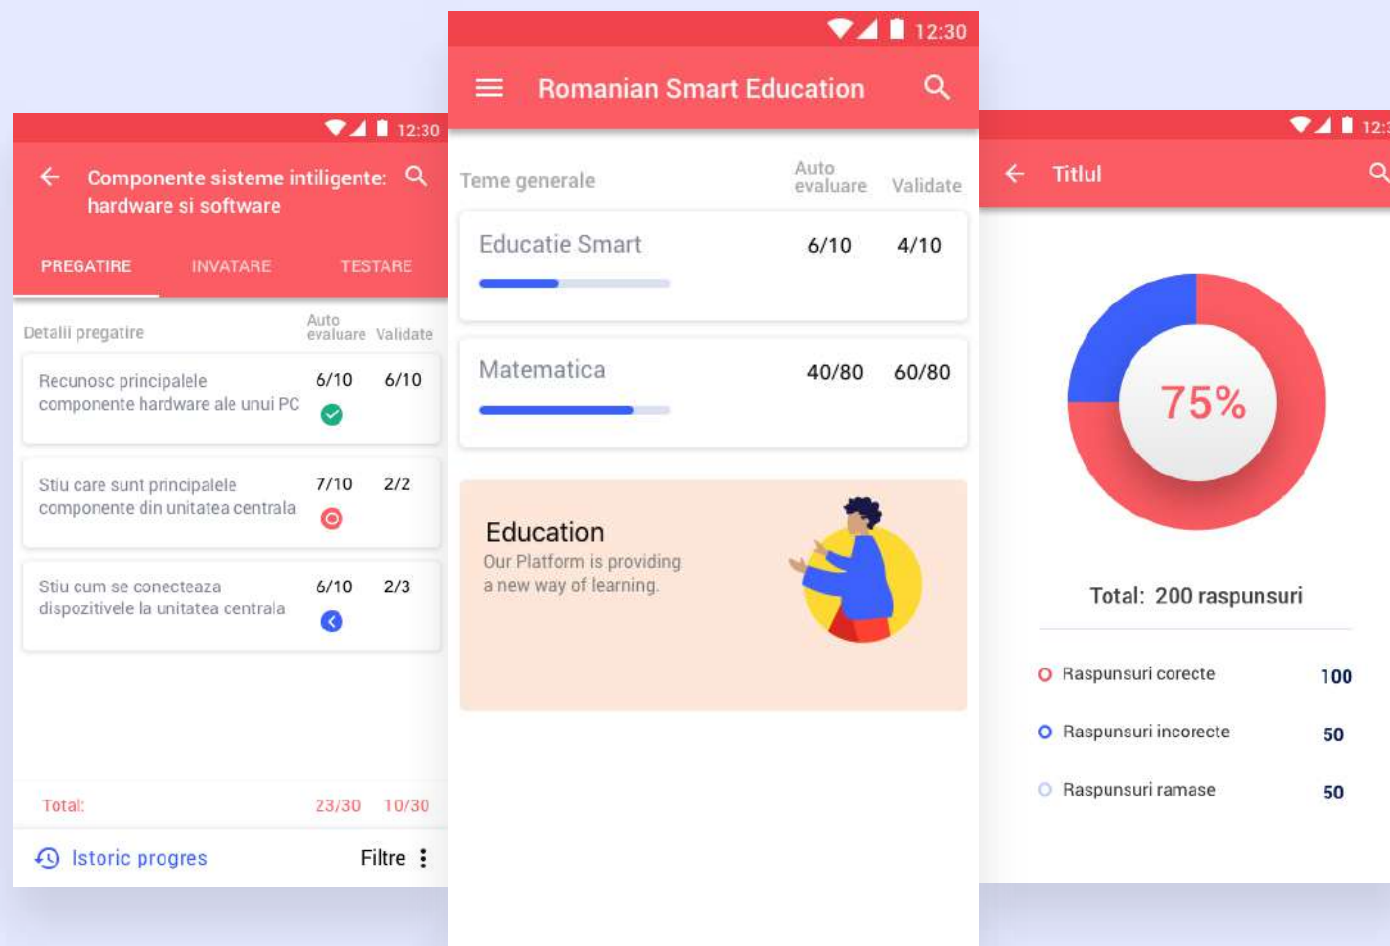 12:30
Componente sisteme intiligente:
hardware si software
PREGATIRE INVATARE TESTARE
Detalii pregatire
Auto
evaluare Validate
Recunosc principalele
componente hardware ale unui PC
6/10 6/10
Stiu care sunt principalele
componente din unitatea centrala
7/10 2/2
Stiu cum se conecteaza
dispozitivele la unitatea centrala
6/10 2/3
Total: 23/30 10/30
Istoric progres Filtre
12:30
Romanian Smart Education
Teme generale
Auto
evaluare Validate
Educatie Smart 6/10 4/10
Matematica 40/80 60/80
Education
Our Platform is providing
a new way of learning.
12:3
Titlul
75%
Total: 200 raspunsuri
Raspunsuri corecte 100
Raspunsuri incorecte 50
Raspunsuri ramase 50